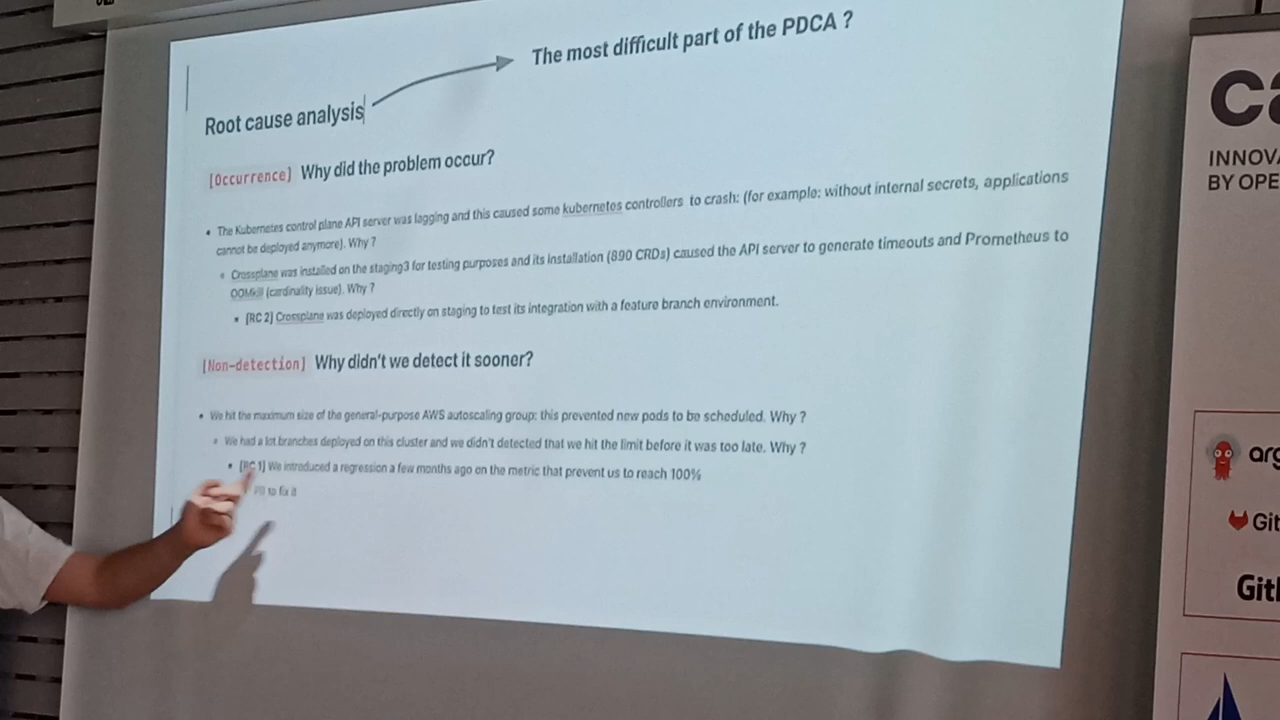 The most difficult part of the PDCA ?
Root cause analysis
[Occurrence] Why did the problem occur?
• The Kubernetes control plane API server was lagging and this caused some kubernetes controllers to crash: (for example: without internal secrets, applications
cannot be deployed anymore). Why ?
Crossplane was installed on the staging3 for testing purposes and its installation (890 CRDs) caused the API server to generate timeouts and Prometheus to
OOMkill (cardinality issue). Why ?
[RC 2] Crossplane was deployed directly on staging to test its integration with a feature branch environment.
[Non-detection] Why didn't we detect it sooner?
• We hit the maximum size of the general-purpose AWS autoscaling group: this prevented new pods to be scheduled. Why ?
We had a lot branches deployed on this cluster and we didn't detected that we hit the limit before it was too late. Why ?
[RC 1] We introduced a regression a few months ago on the metric that prevent us to reach 100%
to fix it
INNOVA
BY OPE
arg
Git
Git